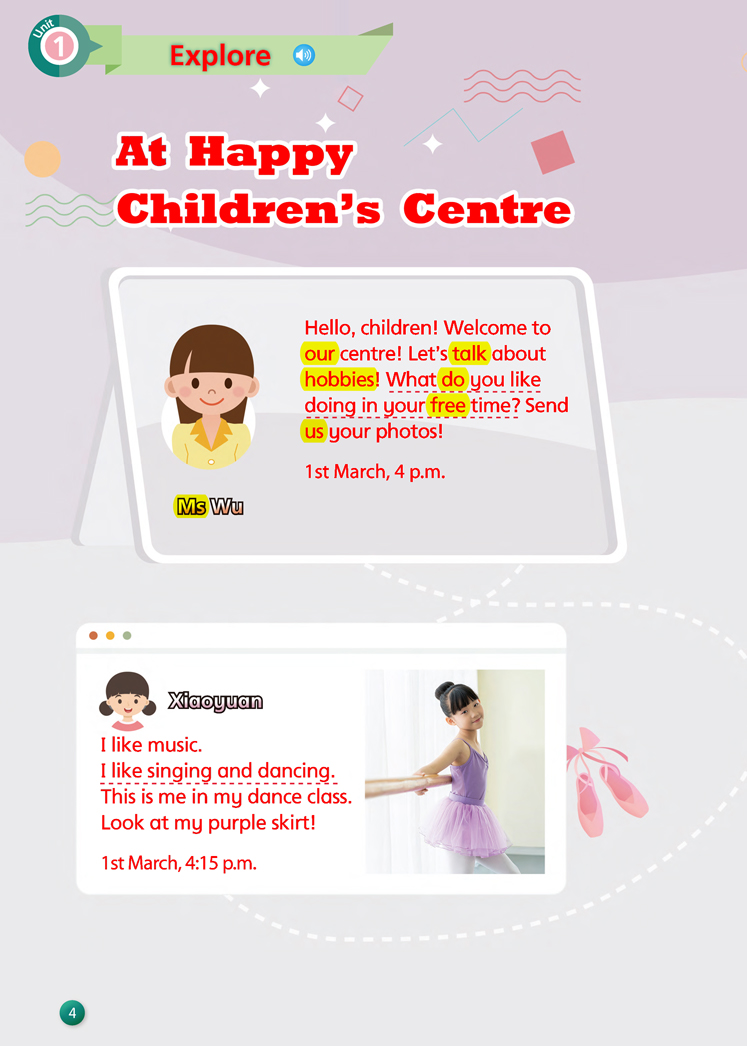 Unit
1
Explore
At Happy
Children's Centre
Hello, children! Welcome to
our centre! Let's talk about
hobbies! What do you like
doing in your free time? Send
us your photos!
1st March, 4 p.m.
Ms Wu
Xiaoyuan
I like music.
I like singing and dancing.
This is me in my dance class.
Look at my purple skirt!
1st March, 4:15 p.m.
4